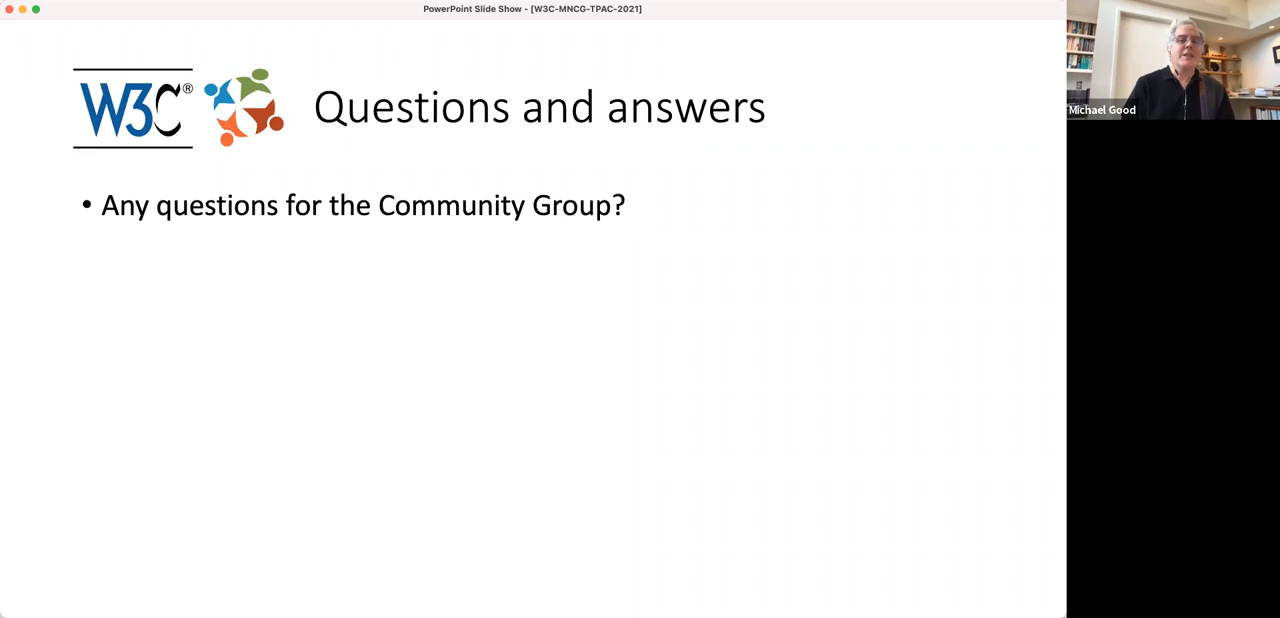 PowerPoint Slide Show - [W3C-MNCG-TPAC-2021]
W3C®
Questions and answers
• Any questions for the Community Group?
Michael Good